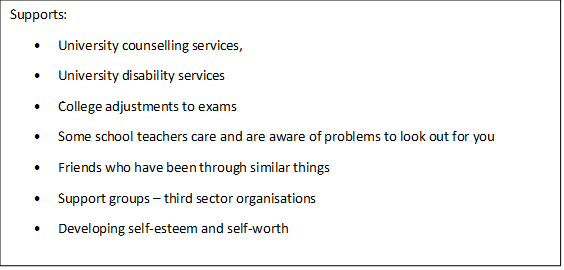 Supports:
• University counselling services,
• University disability services
• College adjustments to exams
• Some school teachers care and are aware of problems to look out for you
• Friends who have been through similar things
• Support groups – third sector organisations
• Developing self-esteem and self-worth